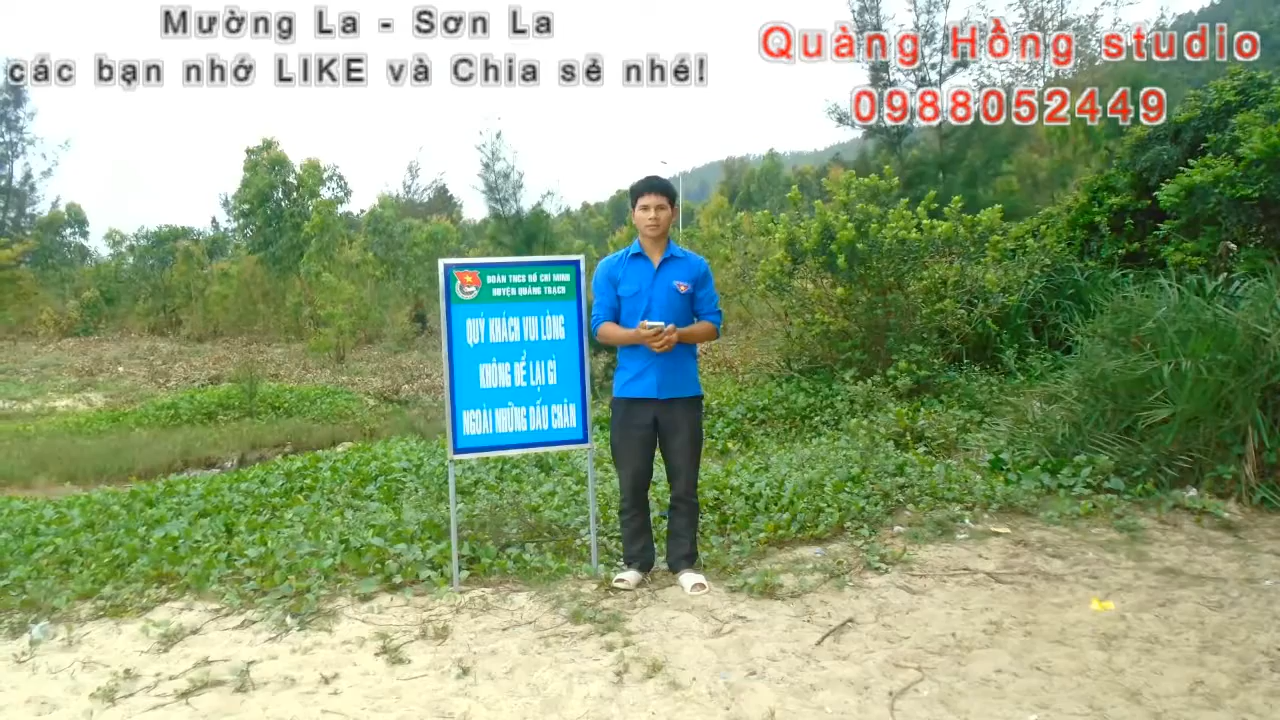 Mường La - Sơn La
các bạn nhớ LIKE và Chia sẻ nhé!
Quàng Hồng studio
0988052449
ĐOÀN TNCS HỒ CHÍ MINH
HUYỆN QUẢNG TRẠCH
QUÝ KHÁCH VUI LÒNG
KHÔNG ĐỂ LẠI GÌ
NGOÀI NHỮNG DẤU CHÂN